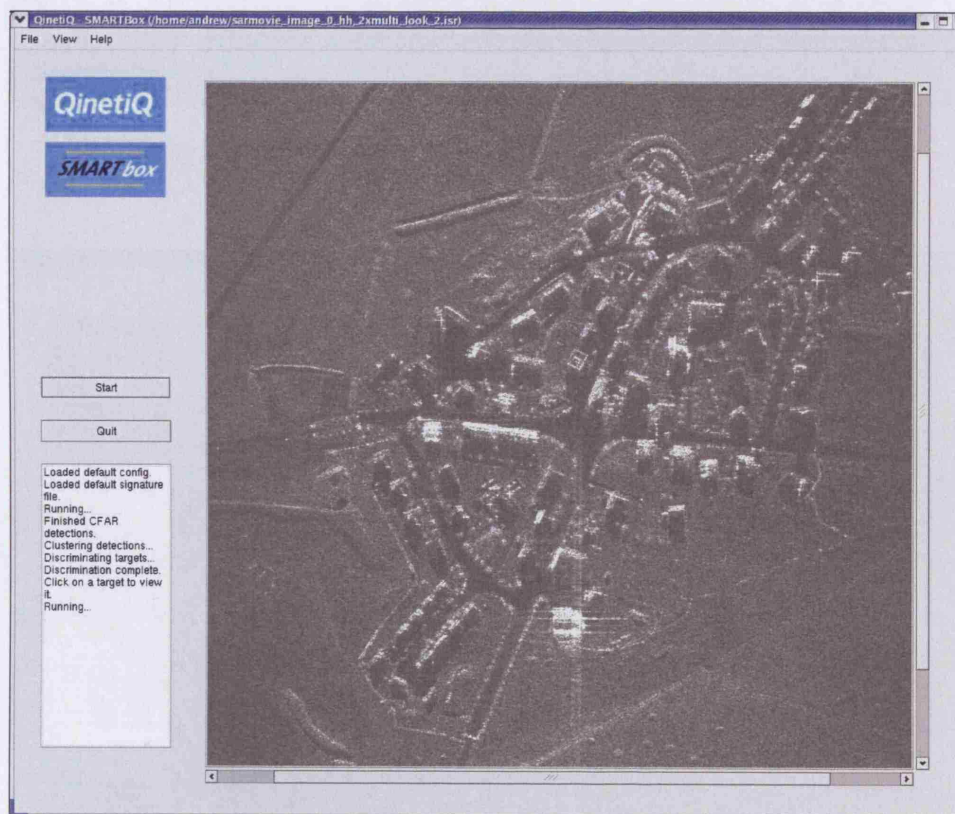 QinetiQ - SMARTBox (/home/andrew/sarmovie_image_0_hh_2xmulti_look_2.isr)
File View Help
QinetiQ
SMARTbox
Start
Quit
Loaded default config.
Loaded default signature
file.
Running...
Finished CFAR
detections.
Clustering detections...
Discriminating targets...
Discrimination complete.
Click on a target to view
it.
Running...